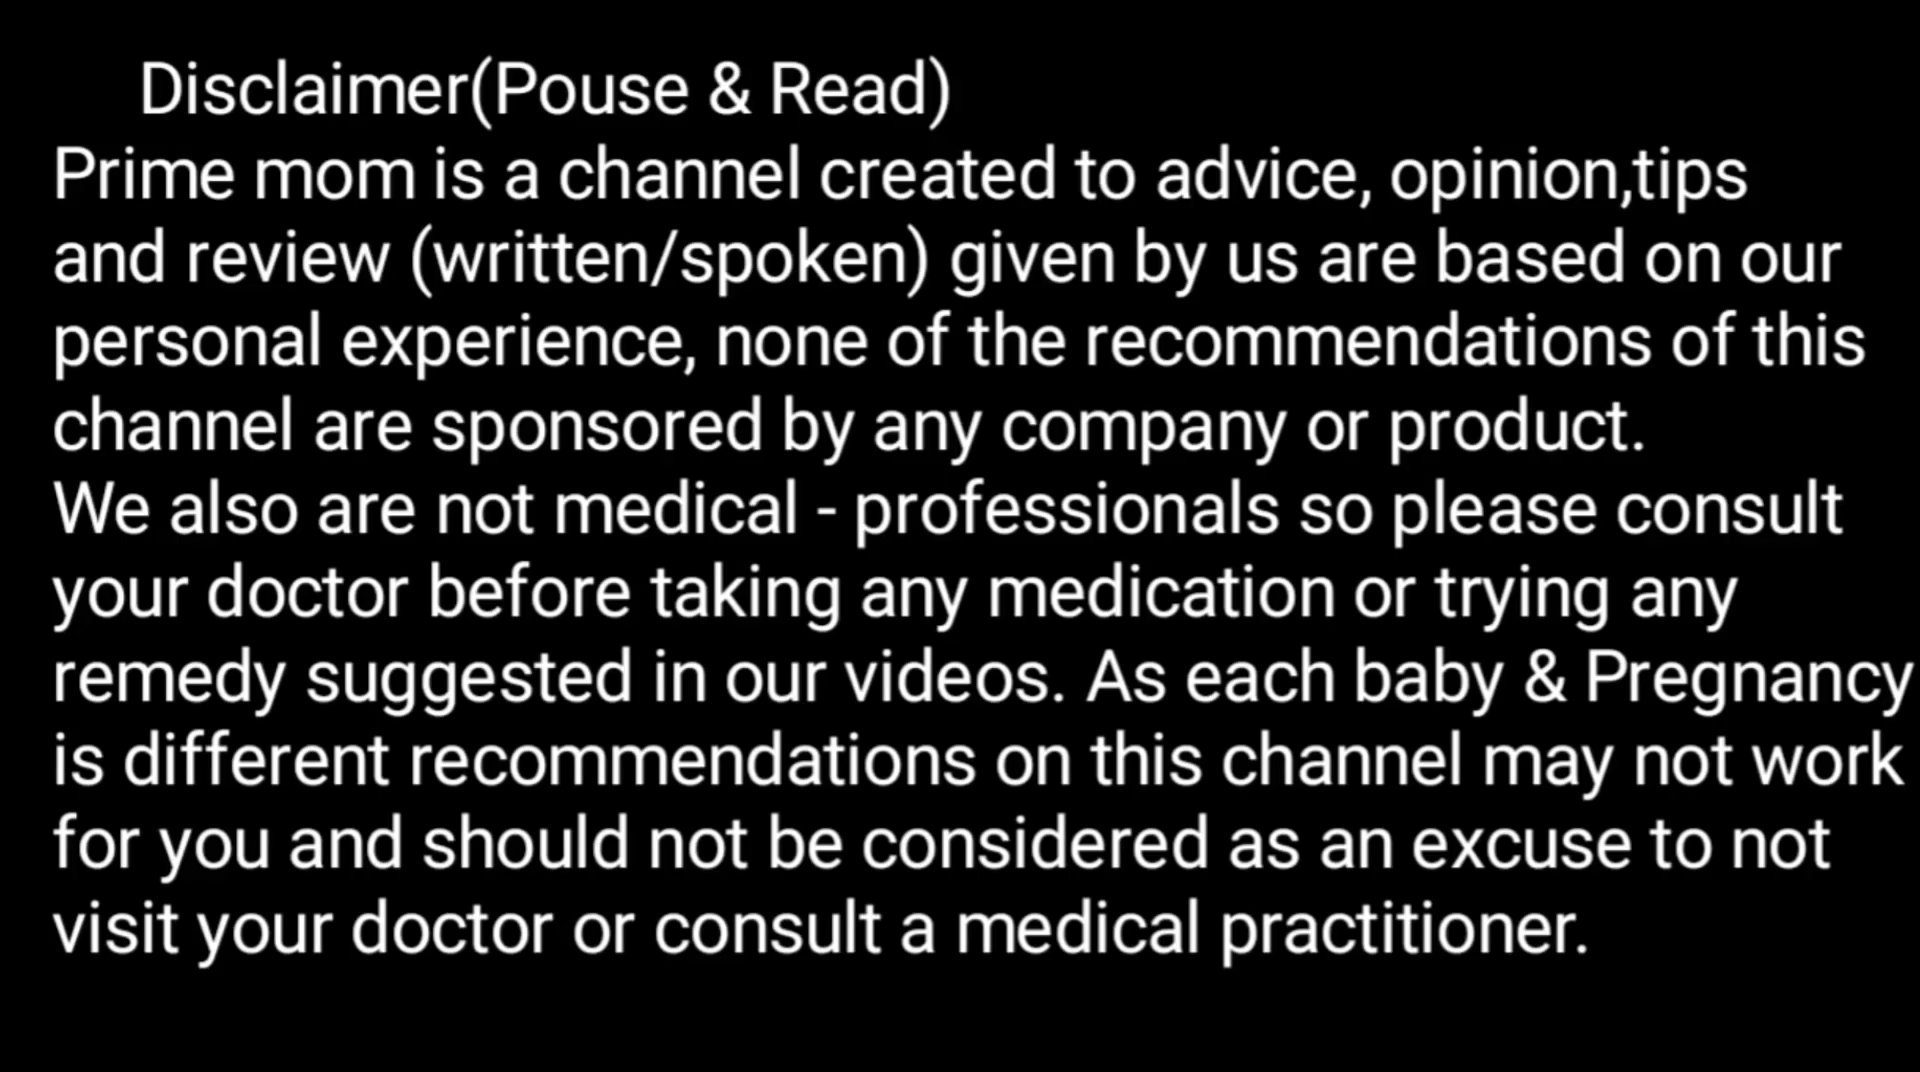 Disclaimer(Pouse & Read)
Prime mom is a channel created to advice, opinion,tips
and review (written/spoken) given by us are based on our
personal experience, none of the recommendations of this
channel are sponsored by any company or product.
We also are not medical - professionals so please consult
your doctor before taking any medication or trying any
remedy suggested in our videos. As each baby & Pregnancy
is different recommendations on this channel may not work
for you and should not be considered as an excuse to not
visit your doctor or consult a medical practitioner.